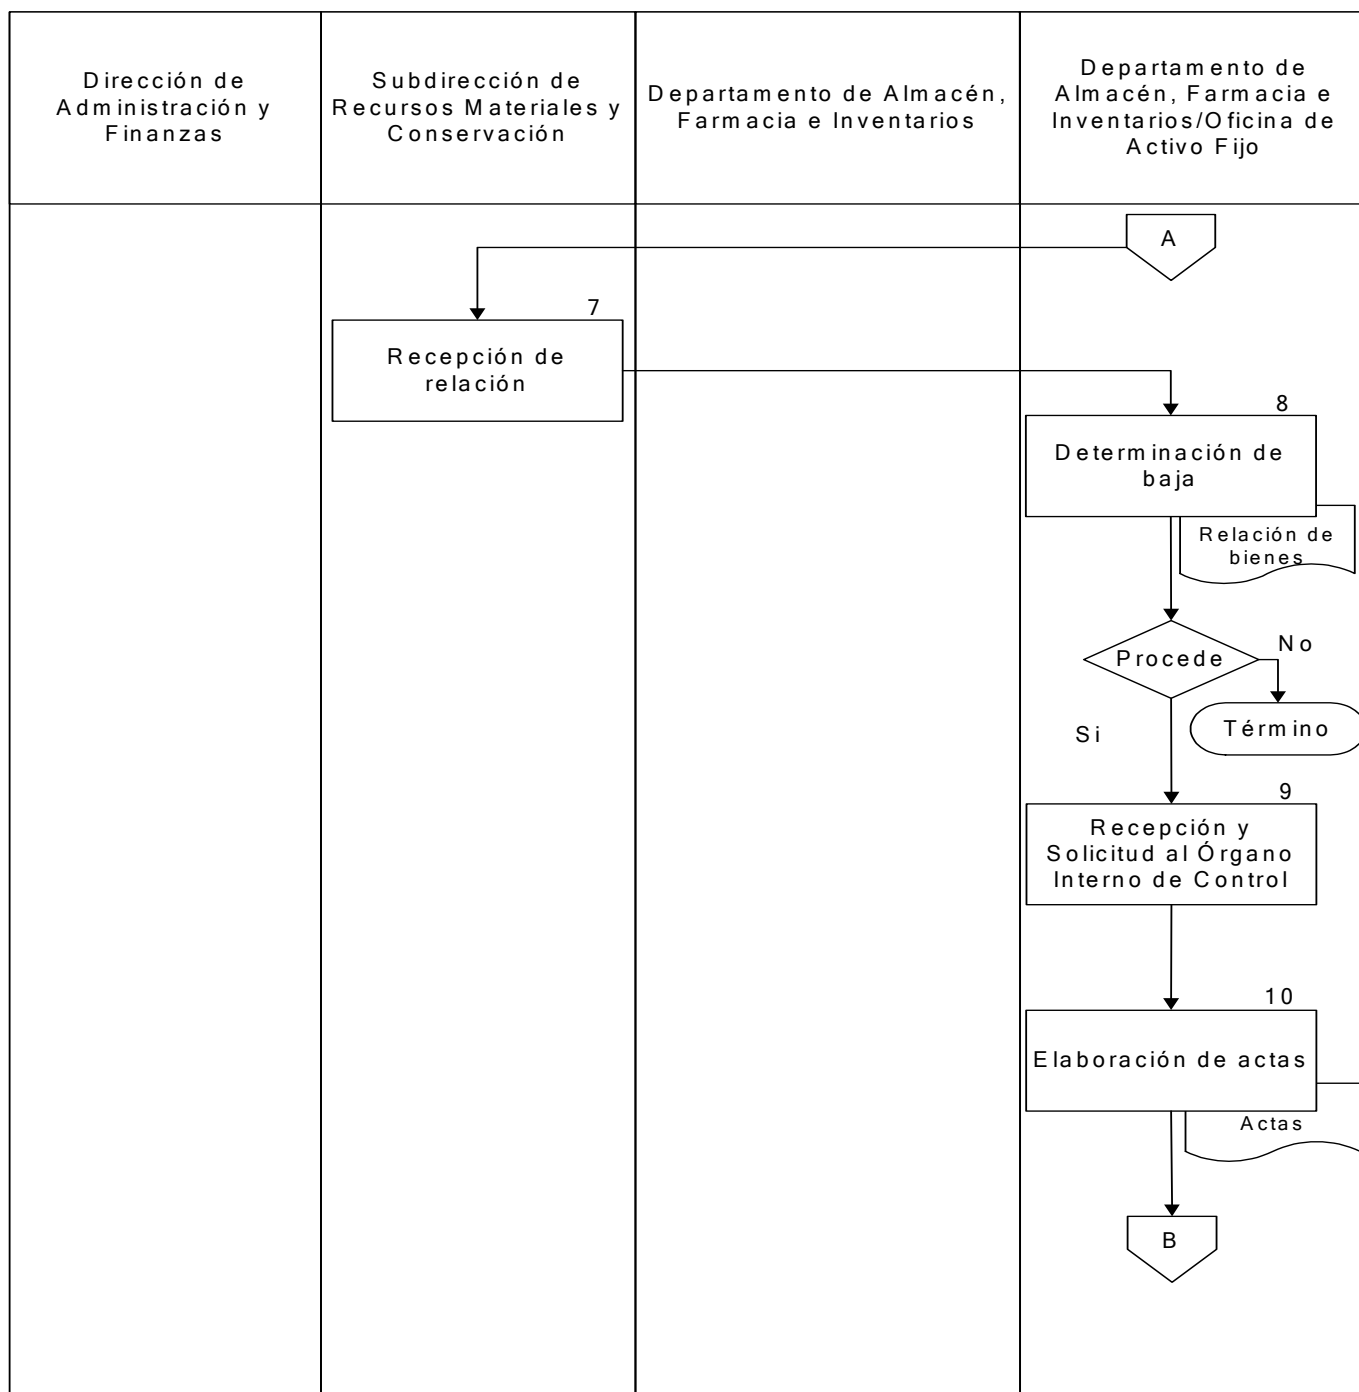 Dirección de
Administración y
Finanzas
Subdirección de
Recursos Materiales y
Conservación
Departamento de Almacén,
Farmacia e Inventarios
Departamento de
Almacén, Farmacia e
Inventarios/Oficina de
Activo Fijo
A
7
Recepción de
relación
8
Determinación de
baja
Relación de
bienes
Procede
No
Si
Término
9
Recepción y
Solicitud al Órgano
Interno de Control
10
Elaboración de actas
Actas
B